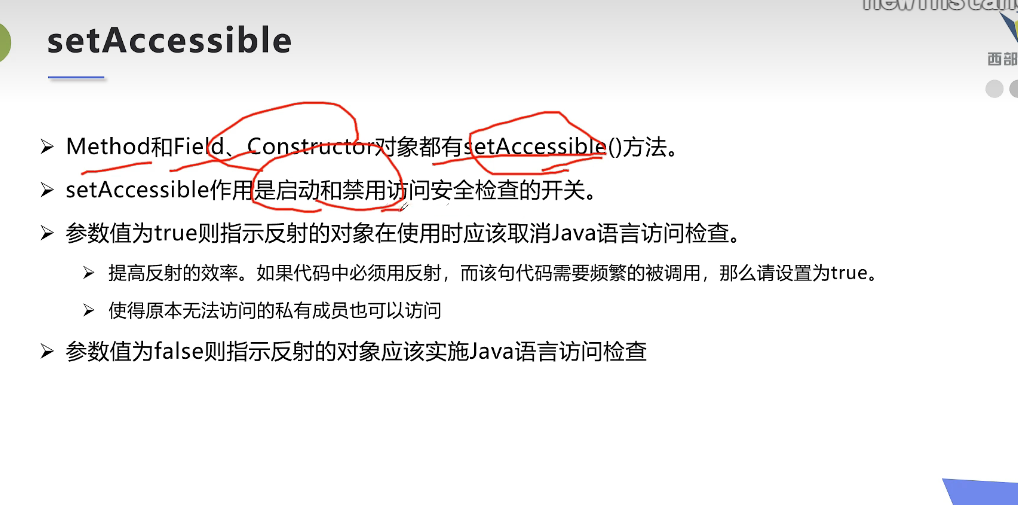 setAccessible
西部
Method和Field、Constructor对象都有setAccessible()方法。
setAccessible作用是启动和禁用访问安全检查的开关。
参数值为true则指示反射的对象在使用时应该取消Java语言访问检查。
提高反射的效率。如果代码中必须用反射，而该句代码需要频繁的被调用，那么请设置为true。
使得原本无法访问的私有成员也可以访问
参数值为false则指示反射的对象应该实施Java语言访问检查